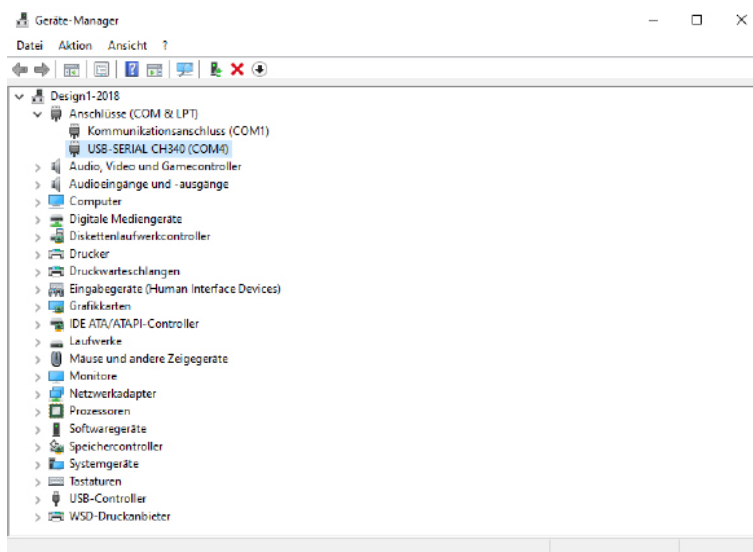 Geräte-Manager
Datei Aktion Ansicht ?
Design1-2018
Anschlüsse (COM & LPT)
Kommunikationsanschluss (COM1)
USB-SERIAL CH340 (COM4)
Audio, Video und Gamecontroller
Audioeingänge und -ausgänge
Computer
Digitale Mediengeräte
Diskettenlaufwerkcontroller
Drucker
Druckwarteschlangen
Eingabegeräte (Human Interface Devices)
Grafikkarten
IDE ATA/ATAPI-Controller
Laufwerke
Mäuse und andere Zeigegeräte
Monitore
Netzwerkadapter
Prozessoren
Softwaregeräte
Speichercontroller
Systemgeräte
Tastaturen
USB-Controller
WSD-Druckanbieter